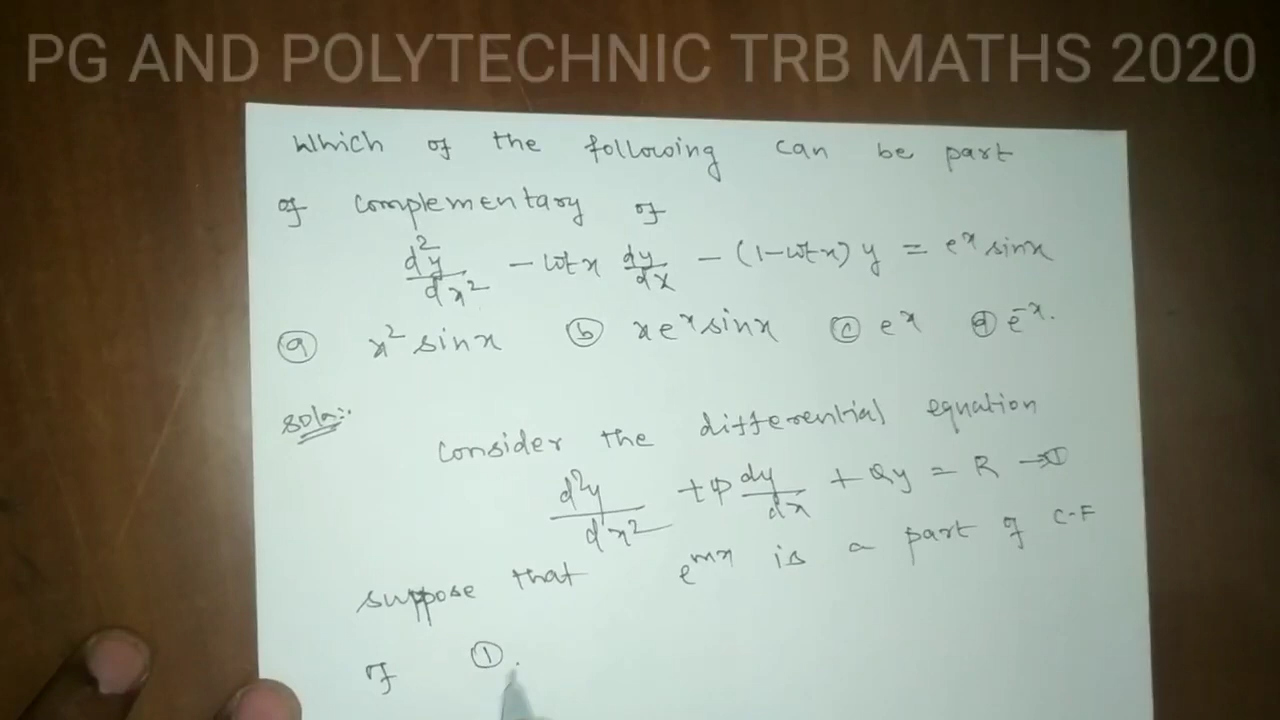 PG AND POLYTECHNIC TRB MATHS 2020
Which of the following can be part
of complementary of
d²y/dx² - cot x dy/dx - (1-cot x) y = eˣ sin x
(a) x² sin x (b) x eˣ sin x (c) eˣ (d) e⁻ˣ.
Soln:-
Consider the differential equation
d²y/dx² + P dy/dx + Qy = R → ①
suppose that eᵐˣ is a part of C-F
of ①.